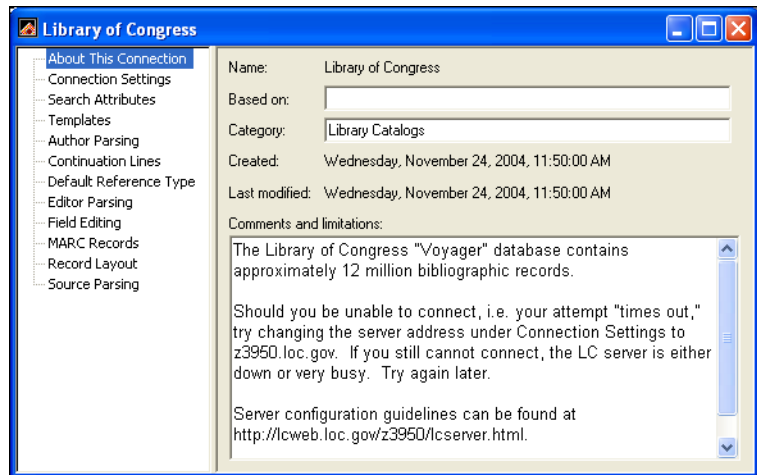 Library of Congress
About This Connection
Connection Settings
Search Attributes
Templates
Author Parsing
Continuation Lines
Default Reference Type
Editor Parsing
Field Editing
MARC Records
Record Layout
Source Parsing
Name: Library of Congress
Based on:
Category: Library Catalogs
Created: Wednesday, November 24, 2004, 11:50:00 AM
Last modified: Wednesday, November 24, 2004, 11:50:00 AM
Comments and limitations:
The Library of Congress "Voyager" database contains
approximately 12 million bibliographic records.
Should you be unable to connect, i.e. your attempt "times out,"
try changing the server address under Connection Settings to
z3950.loc.gov.  If you still cannot connect, the LC server is either
down or very busy.  Try again later.
Server configuration guidelines can be found at
http://lcweb.loc.gov/z3950/lcserver.html.